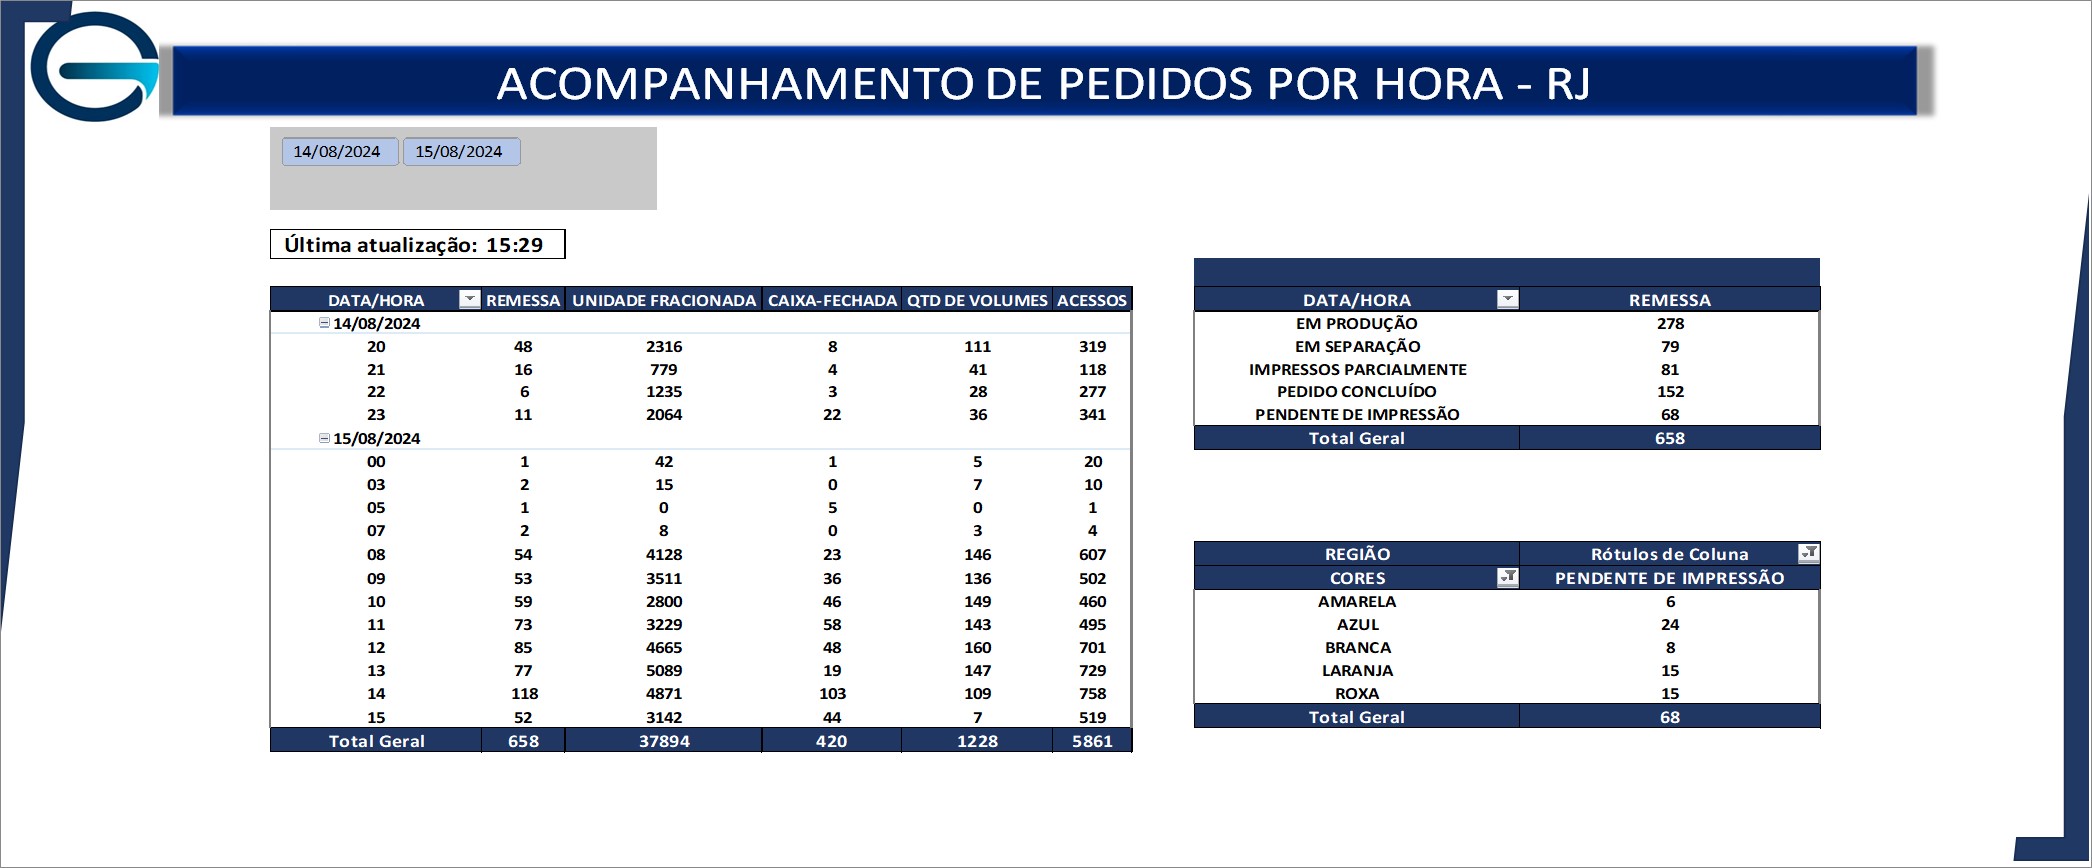 ACOMPANHAMENTO DE PEDIDOS POR HORA - RJ
14/08/2024 15/08/2024
Última atualização: 15:29
DATA/HORA REMESSA UNIDADE FRACIONADA CAIXA-FECHADA QTD DE VOLUMES ACESSOS
14/08/2024
20 48 2316 8 111 319
21 16 779 4 41 118
22 6 1235 3 28 277
23 11 2064 22 36 341
15/08/2024
00 1 42 1 5 20
03 2 15 0 7 10
05 1 0 5 0 1
07 2 8 0 3 4
08 54 4128 23 146 607
09 53 3511 36 136 502
10 59 2800 46 149 460
11 73 3229 58 143 495
12 85 4665 48 160 701
13 77 5089 19 147 729
14 118 4871 103 109 758
15 52 3142 44 7 519
Total Geral 658 37894 420 1228 5861
DATA/HORA REMESSA
EM PRODUÇÃO 278
EM SEPARAÇÃO 79
IMPRESSOS PARCIALMENTE 81
PEDIDO CONCLUÍDO 152
PENDENTE DE IMPRESSÃO 68
Total Geral 658
REGIÃO Rótulos de Coluna
CORES PENDENTE DE IMPRESSÃO
AMARELA 6
AZUL 24
BRANCA 8
LARANJA 15
ROXA 15
Total Geral 68